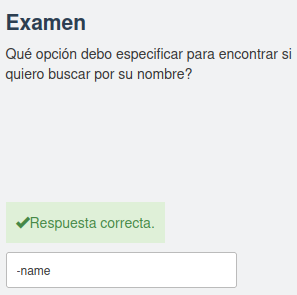 Examen
Qué opción debo especificar para encontrar si
quiero buscar por su nombre?
Respuesta correcta.
-name